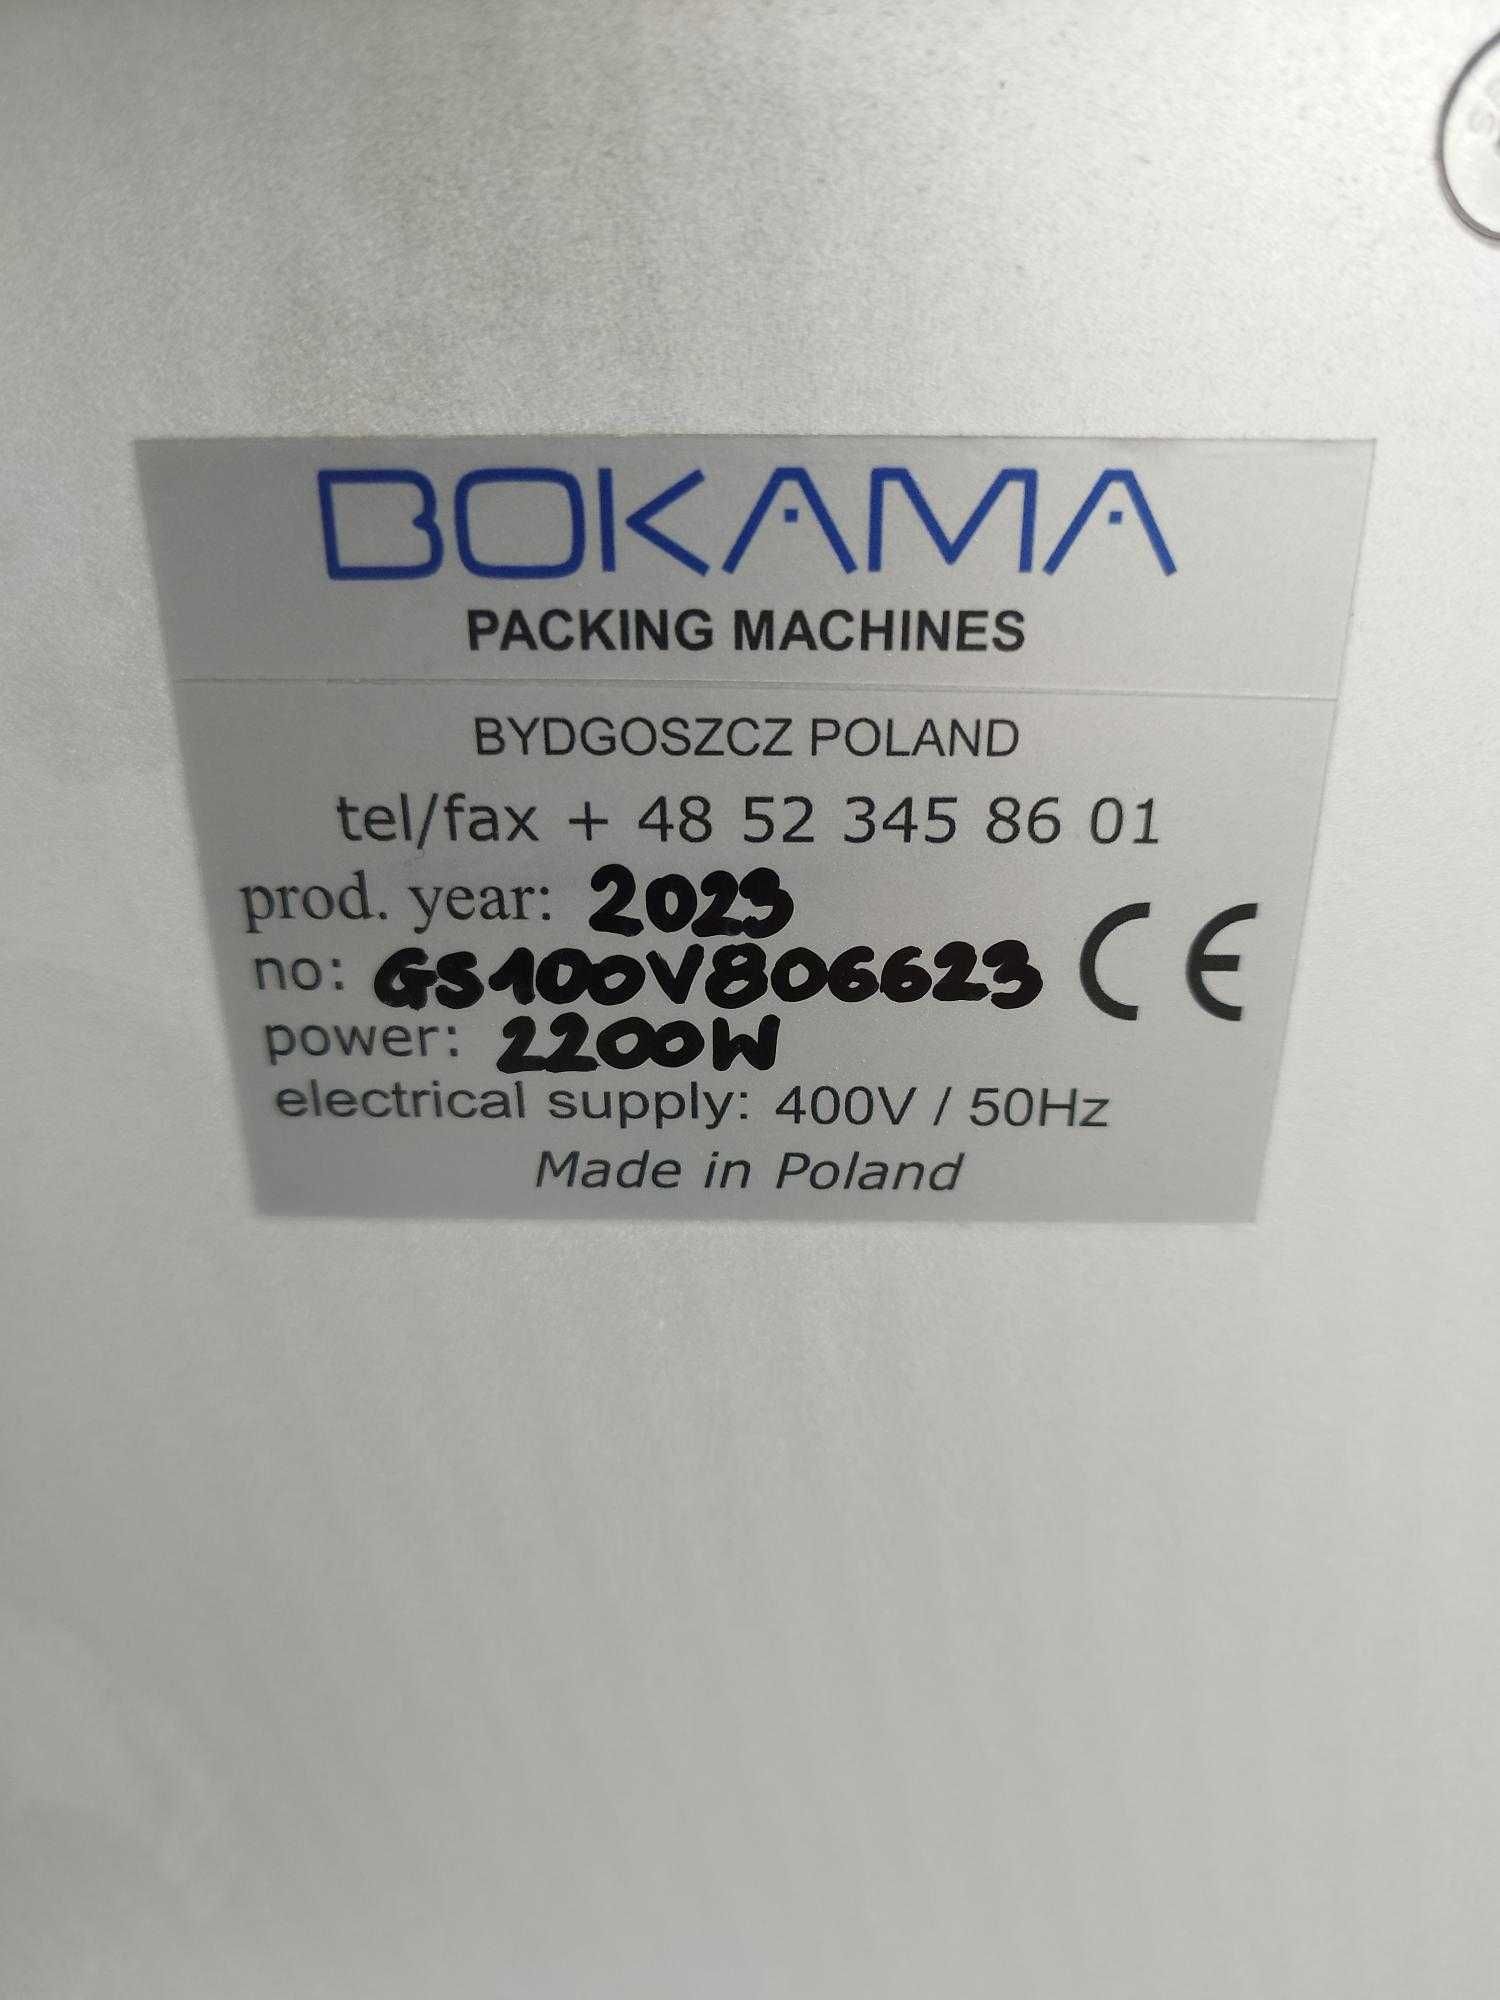 BOKAMA
PACKING MACHINES
BYDGOSZCZ POLAND
tel/fax + 48 52 345 86 01
prod. year: 2023
no: GS100V806623
power: 2200W
electrical supply: 400V / 50Hz
Made in Poland
CE